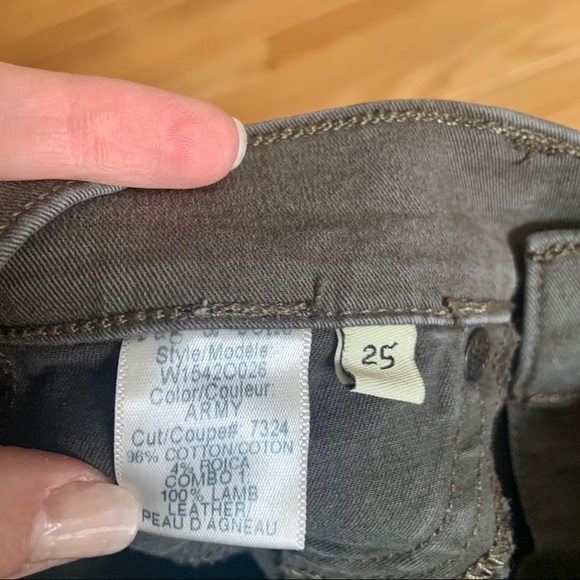 Style/Modèle
W1542O026
Color/Couleur
ARMY
Cut/Coupe# 7324
96% COTTON/COTON
4% ROICA
COMBO 1
100% LAMB
LEATHER/
PEAU D AGNEAU
25